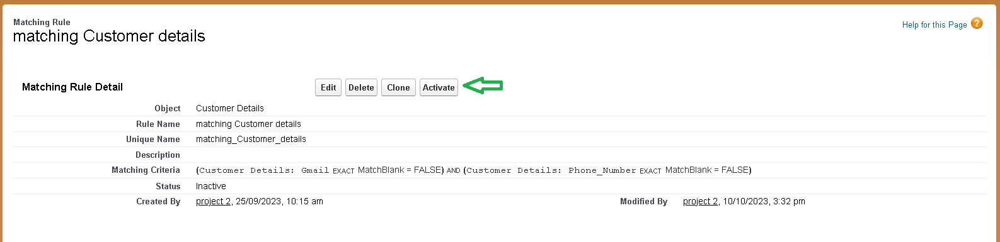 Matching Rule
matching Customer details
Help for this Page ?
Matching Rule Detail
Edit Delete Clone Activate
Object Customer Details
Rule Name matching Customer details
Unique Name matching_Customer_details
Description
Matching Criteria (Customer Details: Gmail EXACT MatchBlank = FALSE) AND (Customer Details: Phone_Number EXACT MatchBlank = FALSE)
Status Inactive
Created By project 2, 25/09/2023, 10:15 am Modified By project 2, 10/10/2023, 3:32 pm